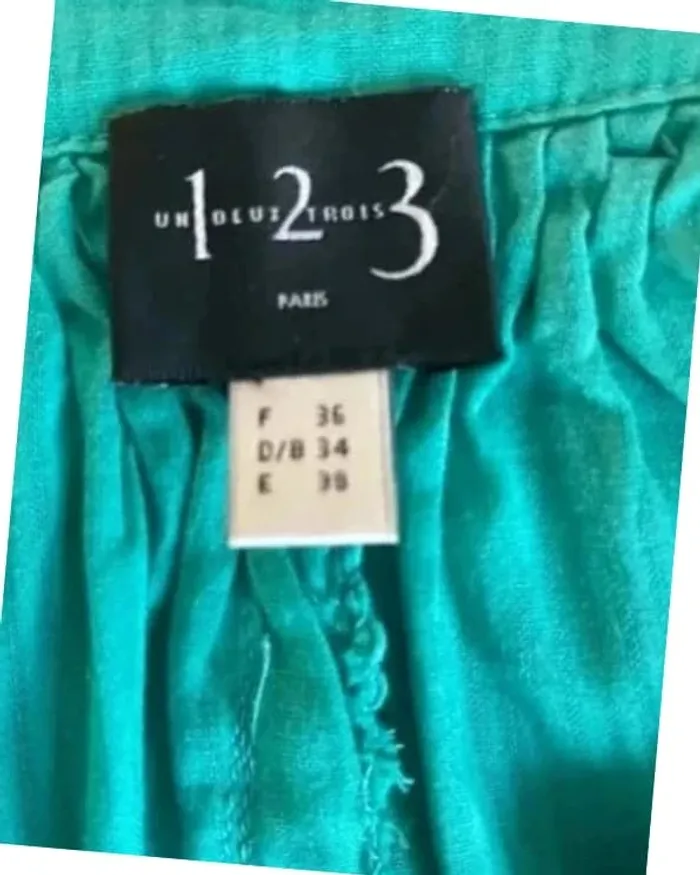 UN 1 DEUX 2 TROIS 3
PARIS
F 36
D/B 34
E 38